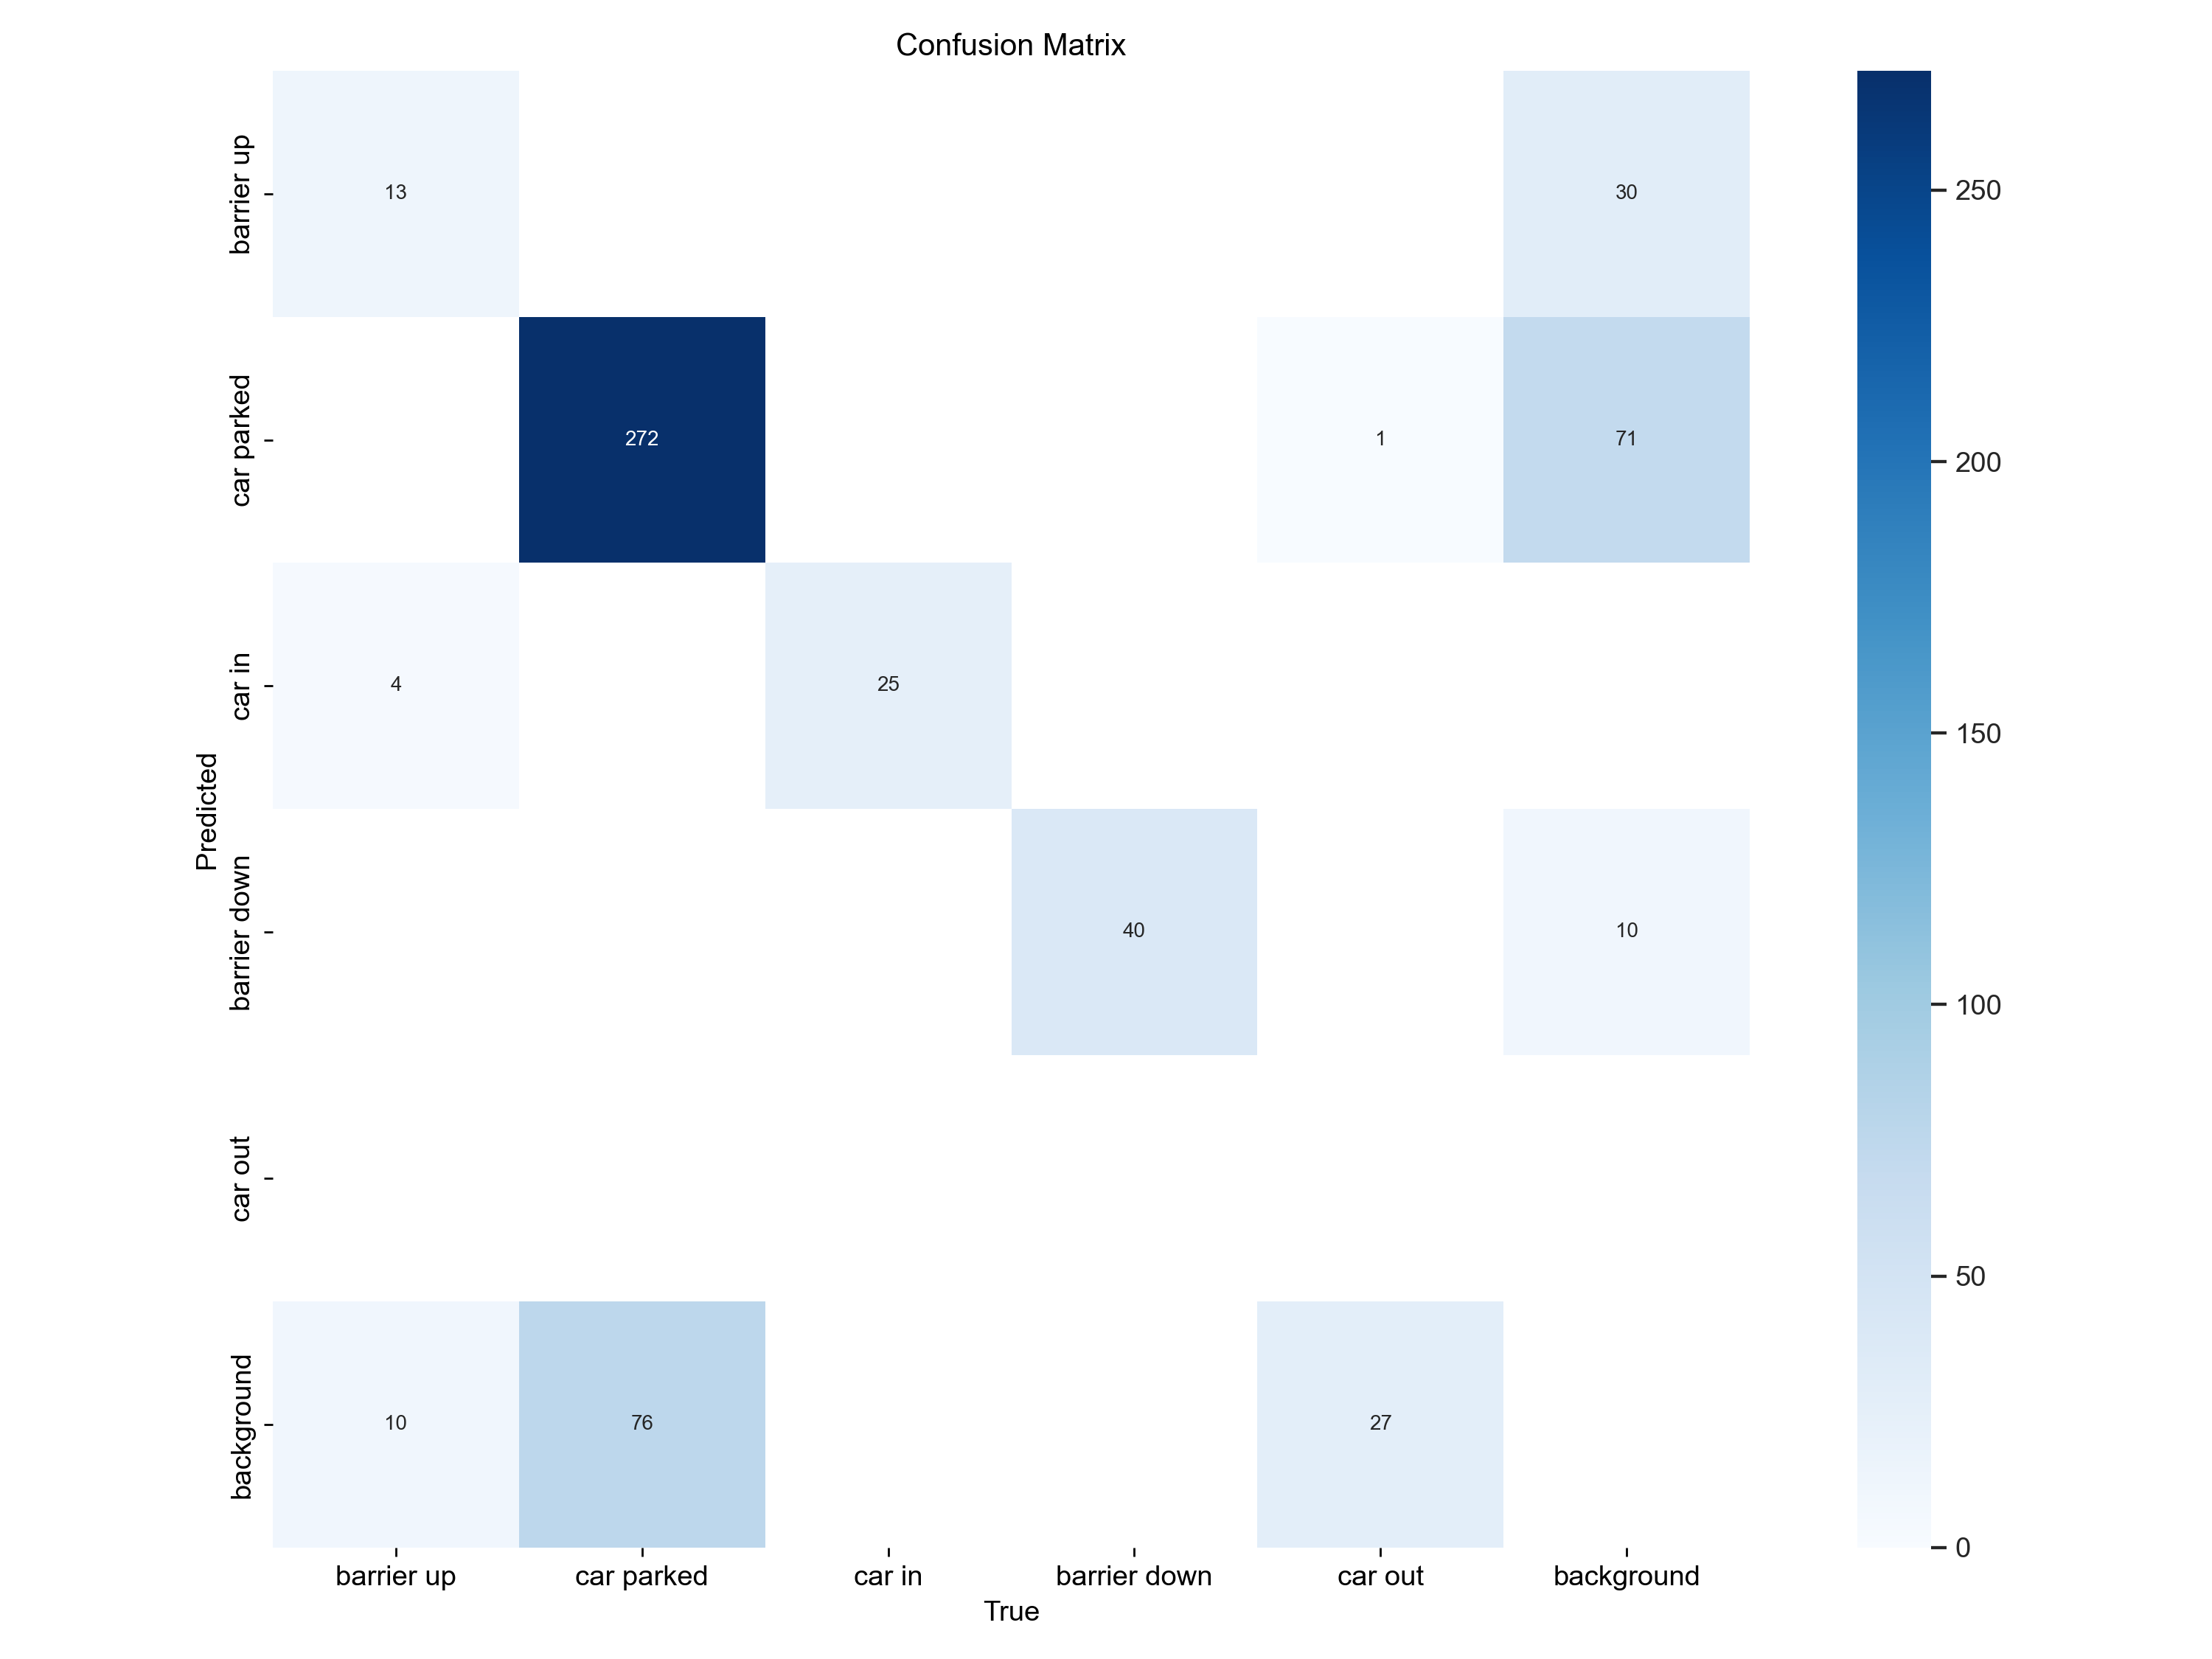 Confusion Matrix
barrier up
13
30
250
car parked
272
1
71
200
car in
4
25
150
Predicted
barrier down
40
10
100
car out
50
background
10
76
27
0
barrier up
car parked
car in
barrier down
car out
background
True